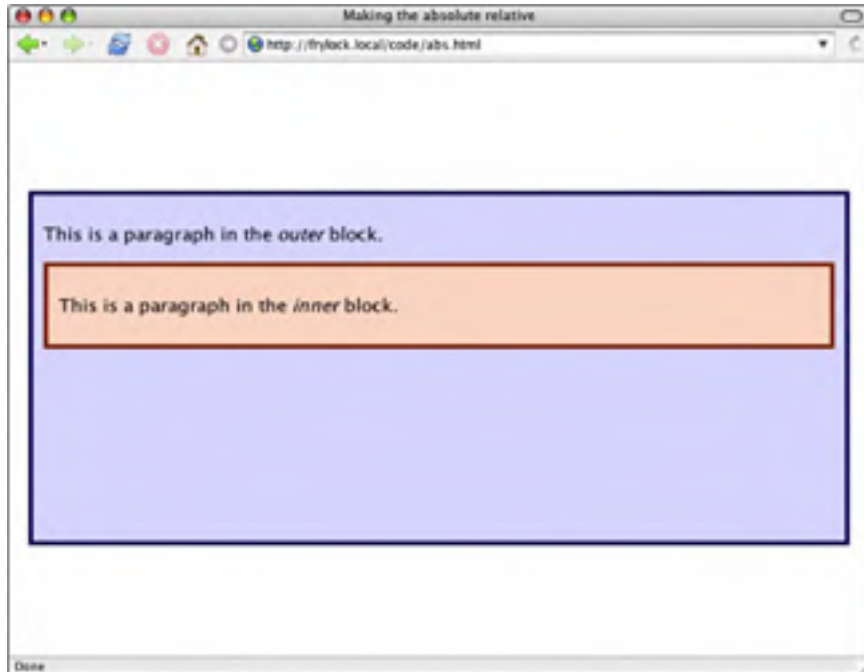 Making the absolute relative
http://frylock.local/code/abs.html
This is a paragraph in the outer block.
This is a paragraph in the inner block.
Done